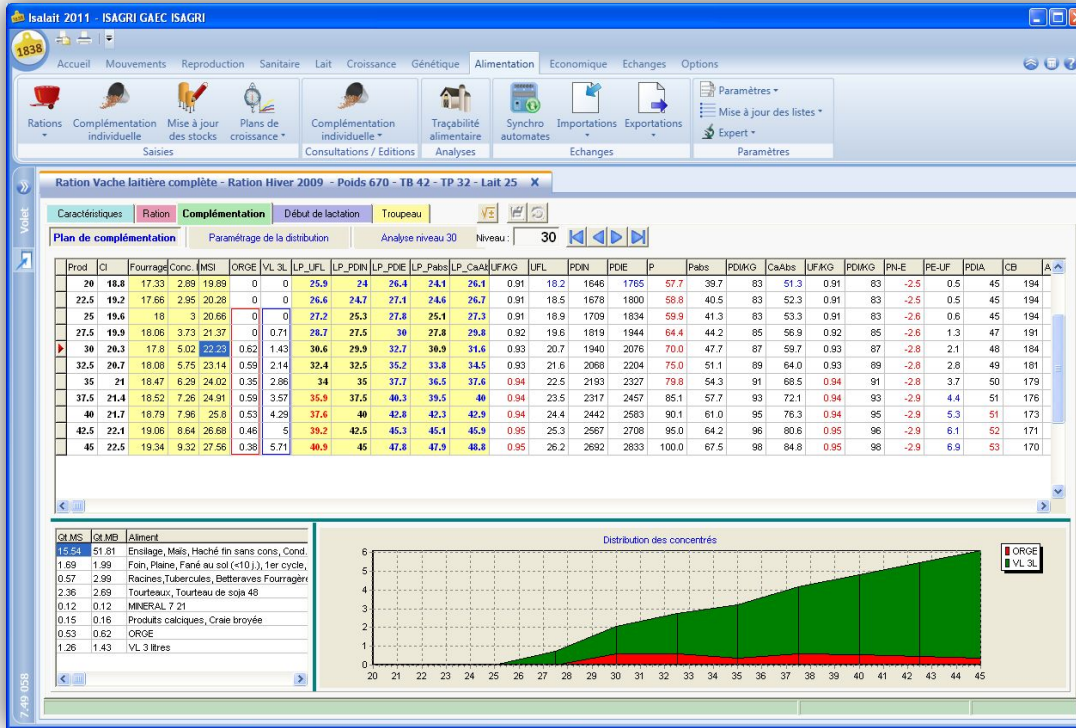 Isalait 2011 - ISAGRI GAEC ISAGRI
1838
Accueil Mouvements Reproduction Sanitaire Lait Croissance Génétique Alimentation Economique Echanges Options
Rations Complémentation individuelle Mise à jour des stocks Plans de croissance Complémentation individuelle Traçabilité alimentaire Synchro automates Importations Exportations
Paramètres
Mise à jour des listes
Expert
Saisies Consultations / Editions Analyses Echanges Paramètres
Volet
Ration Vache laitière complète - Ration Hiver 2009 - Poids 670 - TB 42 - TP 32 - Lait 25 X
Caractéristiques Ration Complémentation Début de lactation Troupeau
Plan de complémentation Paramétrage de la distribution Analyse niveau 30 Niveau : 30
Prod CI Fourrage Conc. MSI ORGE VL 3L LP_UFL LP_PDIN LP_PDIE LP_Pabs LP_CaAb UF/KG UFL PDIN PDIE P Pabs PDI/KG CaAbs UF/KG PDI/KG PN-E PE-UF PDIA CB A
20 18.8 17.33 2.89 19.89 0 0 25.9 24 26.4 24.1 26.1 0.91 18.2 1646 1765 57.7 39.7 83 51.3 0.91 83 -2.5 0.5 45 194
22.5 19.2 17.66 2.95 20.28 0 0 26.6 24.7 27.1 24.6 26.7 0.91 18.5 1678 1800 58.8 40.5 83 52.3 0.91 83 -2.5 0.5 45 194
25 19.6 18 3 20.66 0 0 27.2 25.3 27.8 25.1 27.3 0.91 18.9 1709 1834 59.9 41.3 83 53.3 0.91 83 -2.6 0.6 45 194
27.5 19.9 18.06 3.73 21.37 0 0.71 28.7 27.5 30 27.8 29.8 0.92 19.6 1819 1944 64.4 44.2 85 56.9 0.92 85 -2.6 1.3 47 191
30 20.3 17.8 5.02 22.23 0.62 1.43 30.6 29.9 32.7 30.9 31.6 0.93 20.7 1940 2076 70.0 47.7 87 59.7 0.93 87 -2.8 2.1 48 184
32.5 20.7 18.08 5.75 23.14 0.59 2.14 32.4 32.5 35.2 33.8 34.5 0.93 21.6 2068 2204 75.0 51.1 89 64.0 0.93 89 -2.8 2.8 49 181
35 21 18.47 6.29 24.02 0.35 2.86 34 35 37.7 36.5 37.6 0.94 22.5 2193 2327 79.8 54.3 91 68.5 0.94 91 -2.8 3.7 50 179
37.5 21.4 18.52 7.26 24.91 0.59 3.57 35.9 37.5 40.3 39.5 40 0.94 23.5 2317 2457 85.1 57.7 93 72.1 0.94 93 -2.9 4.4 51 176
40 21.7 18.79 7.96 25.8 0.53 4.29 37.6 40 42.8 42.3 42.9 0.94 24.4 2442 2583 90.1 61.0 95 76.3 0.94 95 -2.9 5.3 51 173
42.5 22.1 19.06 8.64 26.68 0.46 5 39.2 42.5 45.3 45.1 45.9 0.95 25.3 2567 2708 95.0 64.2 96 80.6 0.95 96 -2.9 6.1 52 171
45 22.5 19.34 9.32 27.56 0.38 5.71 40.9 45 47.8 47.9 48.8 0.95 26.2 2692 2833 100.0 67.5 98 84.8 0.95 98 -2.9 6.9 53 170
Qt.MS Qt.MB Aliment
15.54 51.81 Ensilage, Maïs, Haché fin sans cons, Cond.
1.69 1.99 Foin, Plaine, Fané au sol (<10 j.), 1er cycle,
0.57 2.99 Racines,Tubercules, Betteraves Fourragère
2.36 2.69 Tourteaux, Tourteau de soja 48
0.12 0.12 MINERAL 7 21
0.15 0.16 Produits calciques, Craie broyée
0.53 0.62 ORGE
1.26 1.43 VL 3 litres
Distribution des concentrés
ORGE
VL 3L
6
5
4
3
2
1
0
20 21 22 23 24 25 26 27 28 29 30 31 32 33 34 35 36 37 38 39 40 41 42 43 44 45
7.49 058